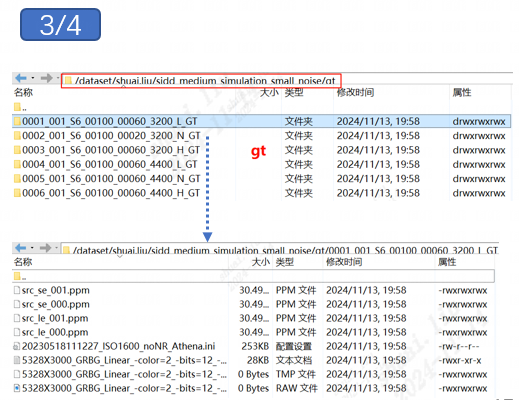 3/4
/dataset/shuai.liu/sidd_medium_simulation_small_noise/gt
名称 大小 类型 修改时间 属性
..
0001_001_S6_00100_00060_3200_L_GT 文件夹 2024/11/13, 19:58 drwxrwxrwx
0002_001_S6_00100_00020_3200_N_GT 文件夹 2024/11/13, 19:58 drwxrwxrwx
0003_001_S6_00100_00060_3200_H_GT 文件夹 2024/11/13, 19:58 drwxrwxrwx
0004_001_S6_00100_00060_4400_L_GT 文件夹 2024/11/13, 19:58 drwxrwxrwx
0005_001_S6_00100_00060_4400_N_GT 文件夹 2024/11/13, 19:58 drwxrwxrwx
0006_001_S6_00100_00060_4400_H_GT 文件夹 2024/11/13, 19:58 drwxrwxrwx
gt
/dataset/shuai.liu/sidd_medium_simulation_small_noise/gt/0001_001_S6_00100_00060_3200_L_GT
名称 大小 类型 修改时间 属性
..
src_se_001.ppm 30.49... PPM 文件 2024/11/13, 19:58 -rwxrwxrwx
src_se_000.ppm 30.49... PPM 文件 2024/11/13, 19:58 -rwxrwxrwx
src_le_001.ppm 30.49... PPM 文件 2024/11/13, 19:58 -rwxrwxrwx
src_le_000.ppm 30.49... PPM 文件 2024/11/13, 19:58 -rwxrwxrwx
20230518111227_ISO1600_noNR_Athena.ini 253KB 配置设置 2024/11/13, 19:58 -rw-r--r--
5328X3000_GRBG_Linear_-color=2_-bits=12_-... 28KB 文本文档 2024/11/13, 19:58 -rwxr-xr-x
5328X3000_GRBG_Linear_-color=2_-bits=12_-... 0 Bytes TMP 文件 2024/11/13, 19:58 -rwxrwxrwx
5328X3000_GRBG_Linear_-color=2_-bits=12_-... 0 Bytes RAW 文件 2024/11/13, 19:58 -rwxrwxrwx